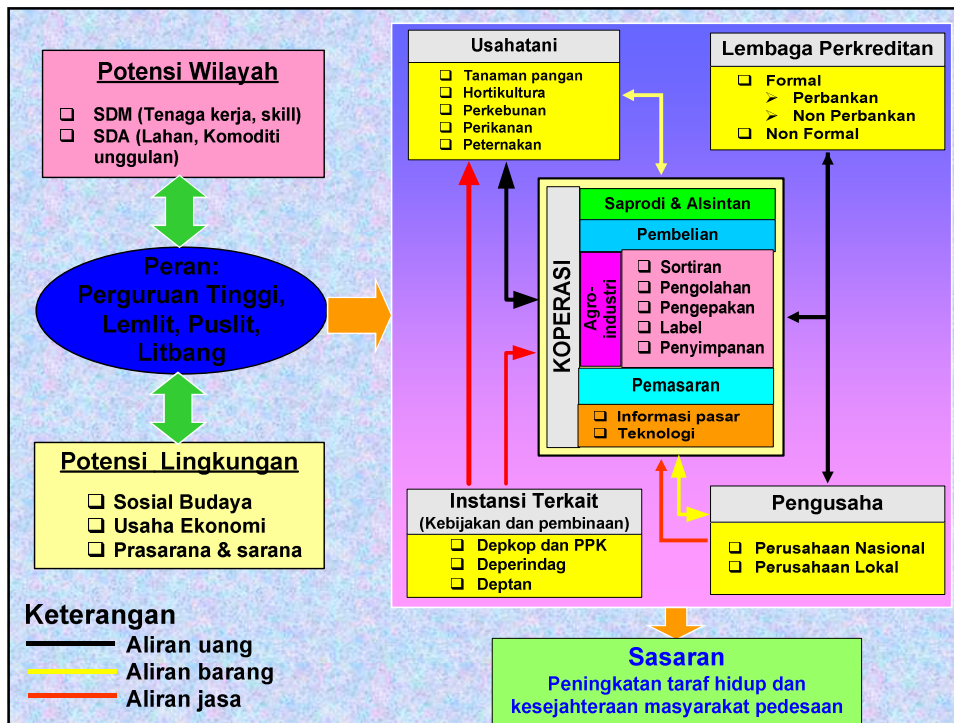 Potensi Wilayah
SDM (Tenaga kerja, skill)
SDA (Lahan, Komoditi
unggulan)
Peran:
Perguruan Tinggi,
Lemlit, Puslit,
Litbang
Potensi Lingkungan
Sosial Budaya
Usaha Ekonomi
Prasarana & sarana
Usahatani
Tanaman pangan
Hortikultura
Perkebunan
Perikanan
Peternakan
Lembaga Perkreditan
Formal
Perbankan
Non Perbankan
Non Formal
KOPERASI
Saprodi & Alsintan
Pembelian
Agro-
industri
Sortiran
Pengolahan
Pengepakan
Label
Penyimpanan
Pemasaran
Informasi pasar
Teknologi
Instansi Terkait
(Kebijakan dan pembinaan)
Depkop dan PPK
Deperindag
Deptan
Pengusaha
Perusahaan Nasional
Perusahaan Lokal
Keterangan
Aliran uang
Aliran barang
Aliran jasa
Sasaran
Peningkatan taraf hidup dan
kesejahteraan masyarakat pedesaan